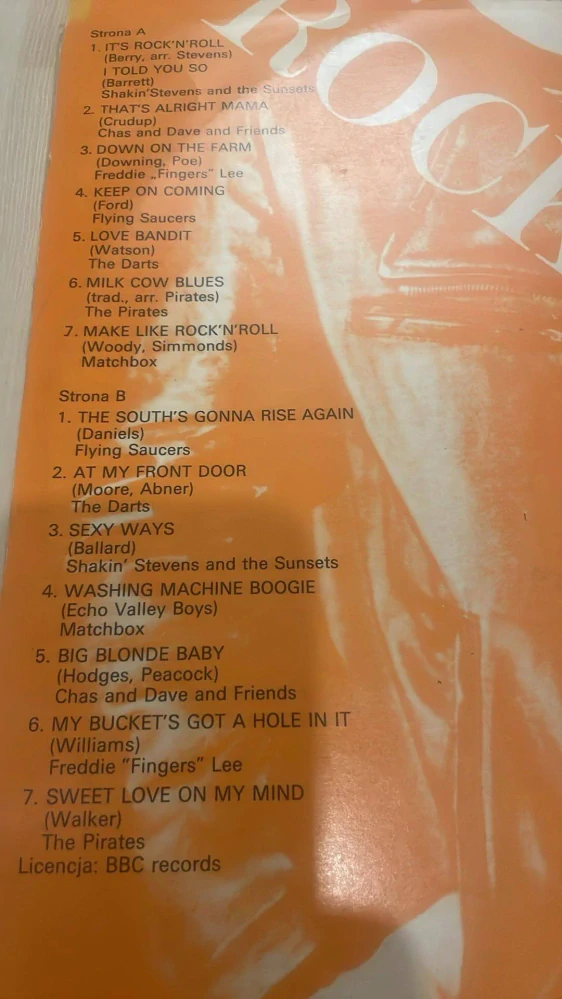 ROCK
Strona A
1. IT'S ROCK'N'ROLL
(Berry, arr. Stevens)
I TOLD YOU SO
(Barrett)
Shakin'Stevens and the Sunsets
2. THAT'S ALRIGHT MAMA
(Crudup)
Chas and Dave and Friends
3. DOWN ON THE FARM
(Downing, Poe)
Freddie „Fingers" Lee
4. KEEP ON COMING
(Ford)
Flying Saucers
5. LOVE BANDIT
(Watson)
The Darts
6. MILK COW BLUES
(trad., arr. Pirates)
The Pirates
7. MAKE LIKE ROCK'N'ROLL
(Woody, Simmonds)
Matchbox
Strona B
1. THE SOUTH'S GONNA RISE AGAIN
(Daniels)
Flying Saucers
2. AT MY FRONT DOOR
(Moore, Abner)
The Darts
3. SEXY WAYS
(Ballard)
Shakin' Stevens and the Sunsets
4. WASHING MACHINE BOOGIE
(Echo Valley Boys)
Matchbox
5. BIG BLONDE BABY
(Hodges, Peacock)
Chas and Dave and Friends
6. MY BUCKET'S GOT A HOLE IN IT
(Williams)
Freddie "Fingers" Lee
7. SWEET LOVE ON MY MIND
(Walker)
The Pirates
Licencja: BBC records